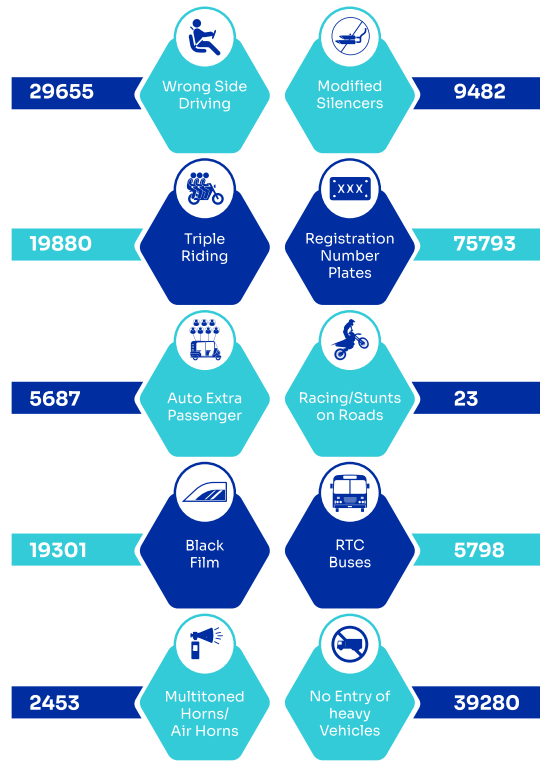 29655
Wrong Side
Driving
Modified
Silencers
9482
19880
Triple
Riding
XXX
Registration
Number
Plates
75793
5687
Auto Extra
Passenger
Racing/Stunts
on Roads
23
19301
Black
Film
RTC
Buses
5798
2453
Multitoned
Horns/
Air Horns
No Entry of
heavy
Vehicles
39280